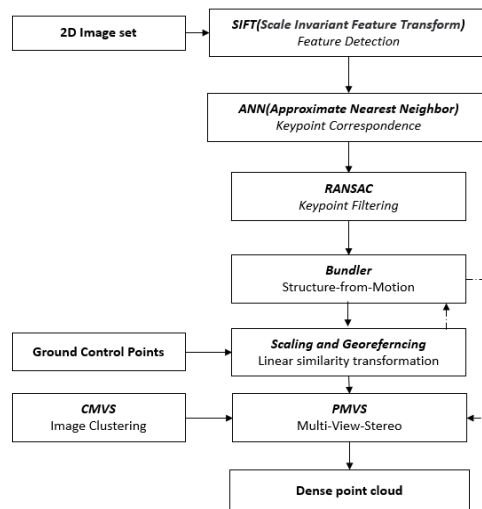 2D Image set
SIFT(Scale Invariant Feature Transform)
Feature Detection
ANN(Approximate Nearest Neighbor)
Keypoint Correspondence
RANSAC
Keypoint Filtering
Bundler
Structure-from-Motion
Ground Control Points
Scaling and Georeferncing
Linear similarity transformation
CMVS
Image Clustering
PMVS
Multi-View-Stereo
Dense point cloud